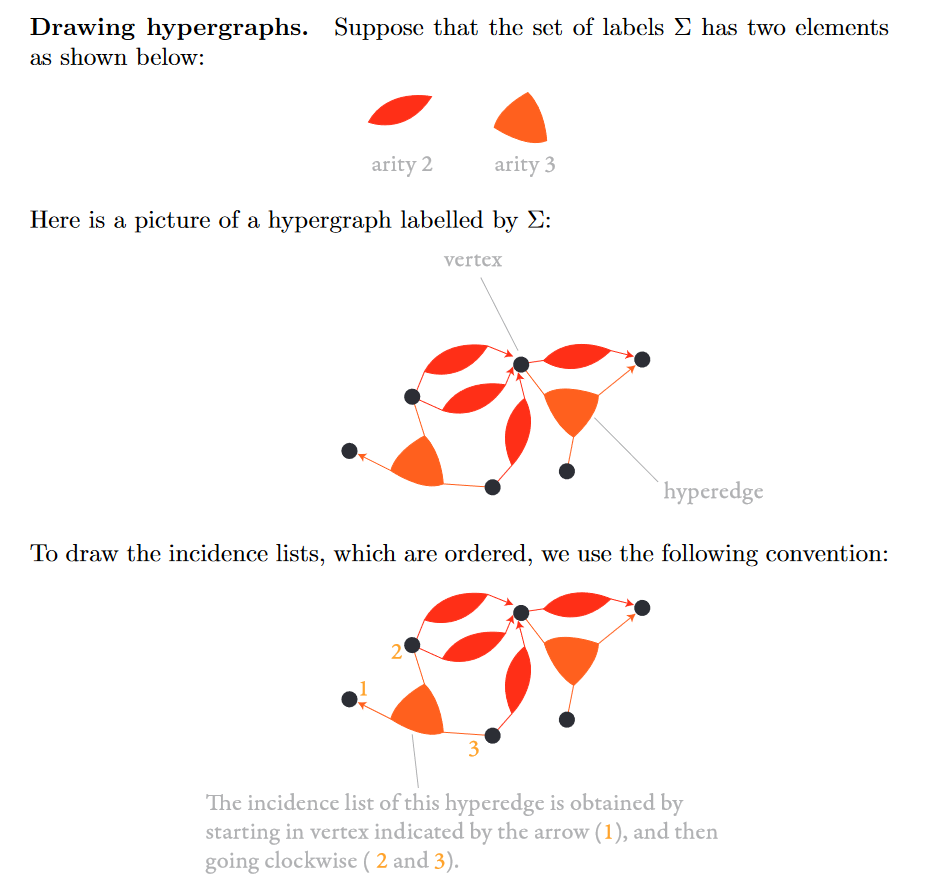 Drawing hypergraphs. Suppose that the set of labels Σ has two elements
as shown below:
arity 2 arity 3
Here is a picture of a hypergraph labelled by Σ:
vertex
hyperedge
To draw the incidence lists, which are ordered, we use the following convention:
2
1
3
The incidence list of this hyperedge is obtained by
starting in vertex indicated by the arrow (1), and then
going clockwise ( 2 and 3).